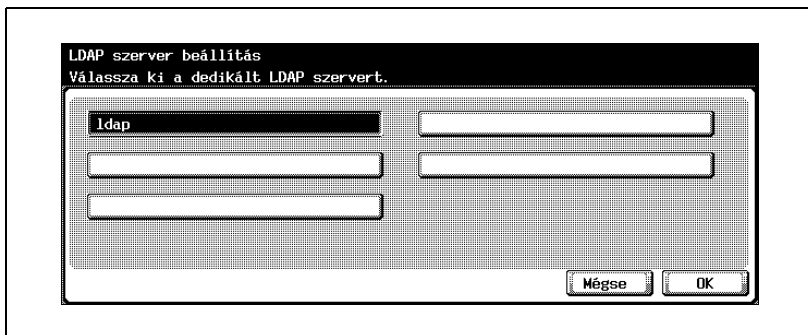 LDAP szerver beállítás
Válassza ki a dedikált LDAP szervert.
ldap
Mégse
OK